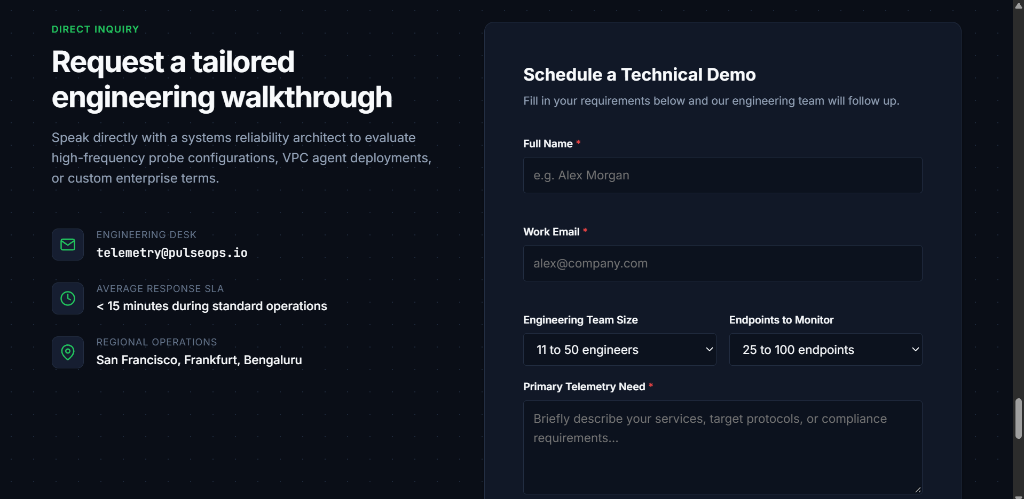 DIRECT INQUIRY
Request a tailored
engineering walkthrough
Speak directly with a systems reliability architect to evaluate
high-frequency probe configurations, VPC agent deployments,
or custom enterprise terms.
ENGINEERING DESK
telemetry@pulseops.io
AVERAGE RESPONSE SLA
< 15 minutes during standard operations
REGIONAL OPERATIONS
San Francisco, Frankfurt, Bengaluru
Schedule a Technical Demo
Fill in your requirements below and our engineering team will follow up.
Full Name *
e.g. Alex Morgan
Work Email *
alex@company.com
Engineering Team Size
11 to 50 engineers
Endpoints to Monitor
25 to 100 endpoints
Primary Telemetry Need *
Briefly describe your services, target protocols, or compliance
requirements...